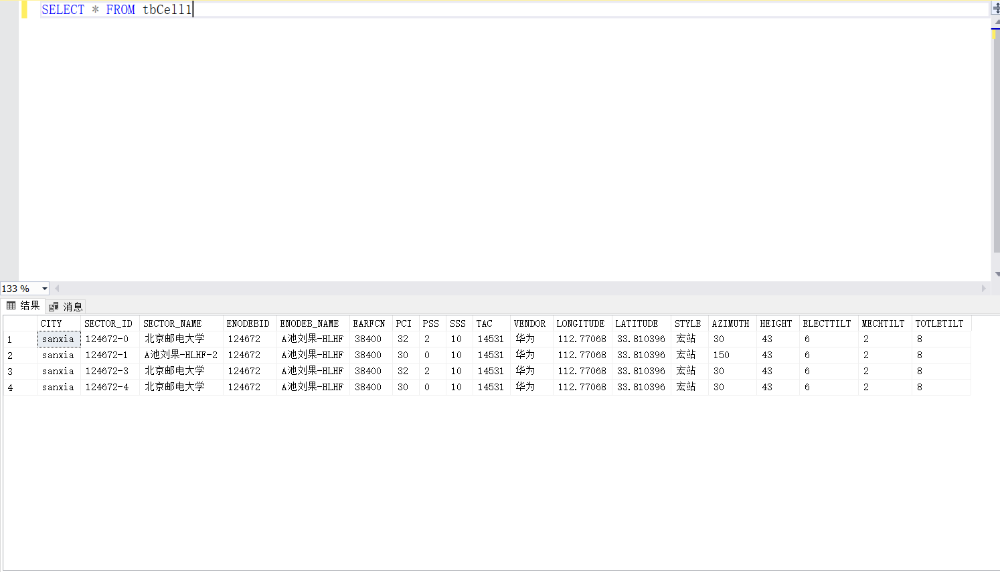 SELECT * FROM tbCell1
133 %
结果 消息
CITY SECTOR_ID SECTOR_NAME ENODEBID ENODEB_NAME EARFCN PCI PSS SSS TAC VENDOR LONGITUDE LATITUDE STYLE AZIMUTH HEIGHT ELECTTILT MECHTILT TOTLETILT
1 sanxia 124672-0 北京邮电大学 124672 A池刘果-HLHF 38400 32 2 10 14531 华为 112.77068 33.810396 宏站 30 43 6 2 8
2 sanxia 124672-1 A池刘果-HLHF-2 124672 A池刘果-HLHF 38400 30 0 10 14531 华为 112.77068 33.810396 宏站 150 43 6 2 8
3 sanxia 124672-3 北京邮电大学 124672 A池刘果-HLHF 38400 32 2 10 14531 华为 112.77068 33.810396 宏站 30 43 6 2 8
4 sanxia 124672-4 北京邮电大学 124672 A池刘果-HLHF 38400 30 0 10 14531 华为 112.77068 33.810396 宏站 30 43 6 2 8